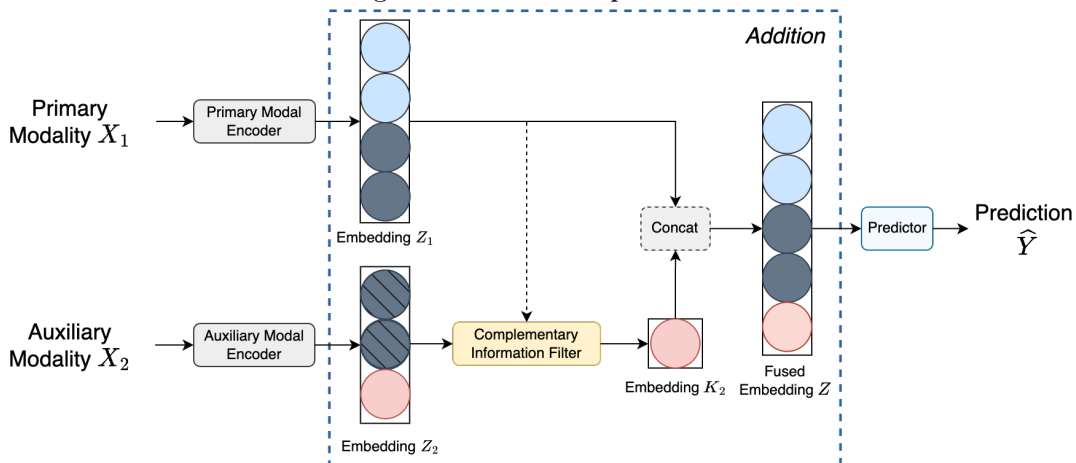 Addition
Primary
Modality X₁
Primary Modal
Encoder
Embedding Z₁
Concat
Predictor
Prediction
Ŷ
Auxiliary
Modality X₂
Auxiliary Modal
Encoder
Complementary
Information Filter
Embedding K₂
Fused
Embedding Z
Embedding Z₂